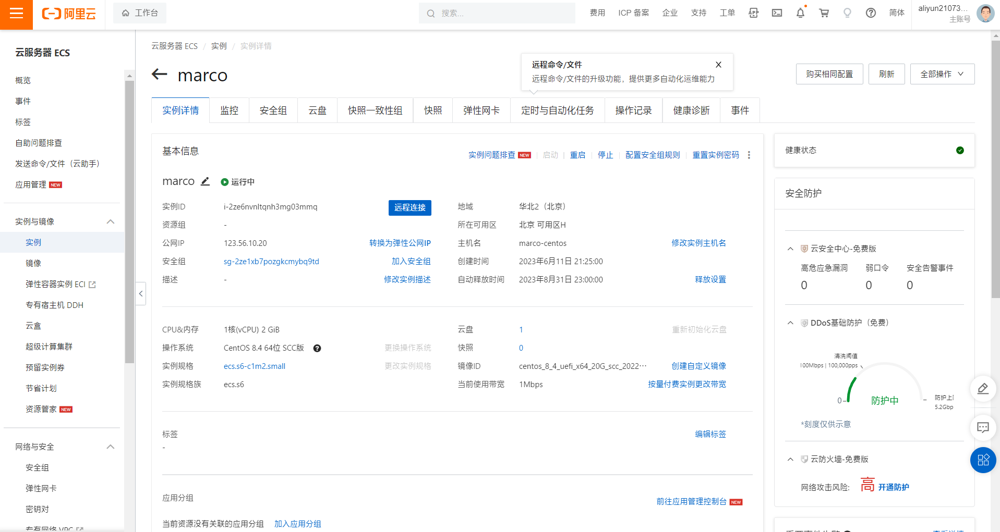 阿里云
工作台
搜索...
费用
ICP 备案
企业
支持
工单
APP
简体
aliyun21073...
主账号
云服务器 ECS
概览
事件
标签
自助问题排查
发送命令/文件（云助手）
应用管理 NEW
实例与镜像
实例
镜像
弹性容器实例 ECI
专有宿主机 DDH
云盒
超级计算集群
预留实例券
节省计划
资源管家 NEW
网络与安全
安全组
弹性网卡
密钥对
专有网络 VPC
云服务器 ECS / 实例 / 实例详情
marco
远程命令/文件
远程命令/文件的升级功能，提供更多自动化运维能力
购买相同配置
刷新
全部操作
实例详情
监控
安全组
云盘
快照一致性组
快照
弹性网卡
定时与自动化任务
操作记录
健康诊断
事件
基本信息
实例问题排查 NEW
启动
重启
停止
配置安全组规则
重置实例密码
marco
运行中
实例ID i-2ze6nvnltqnh3mg03mmq 远程连接 地域 华北2（北京）
资源组 - 所在可用区 北京 可用区H
公网IP 123.56.10.20 转换为弹性公网IP 主机名 marco-centos 修改实例主机名
安全组 sg-2ze1xb7pozgkcmybq9td 加入安全组 创建时间 2023年6月11日 21:25:00
描述 - 修改实例描述 自动释放时间 2023年8月31日 23:00:00 释放设置
CPU&内存 1核(vCPU) 2 GiB 云盘 1 重新初始化云盘
操作系统 CentOS 8.4 64位 SCC版 更换操作系统 快照 0
实例规格 ecs.s6-c1m2.small 更改实例规格 镜像ID centos_8_4_uefi_x64_20G_scc_2022··· 创建自定义镜像
实例规格族 ecs.s6 当前使用带宽 1Mbps 按量付费实例更改带宽
标签 编辑标签
-
应用分组 前往应用管理控制台 NEW
当前资源没有关联的应用分组 加入应用分组
健康状态
安全防护
云安全中心-免费版
高危应急漏洞 弱口令 安全告警事件
0 0 0
DDoS基础防护（免费）
清洗阈值
100Mbps | 100,000pps
0
防护中
防护上
5.2Gbp
*刻度仅供示意
云防火墙-免费版
网络攻击风险: 高 开通防护